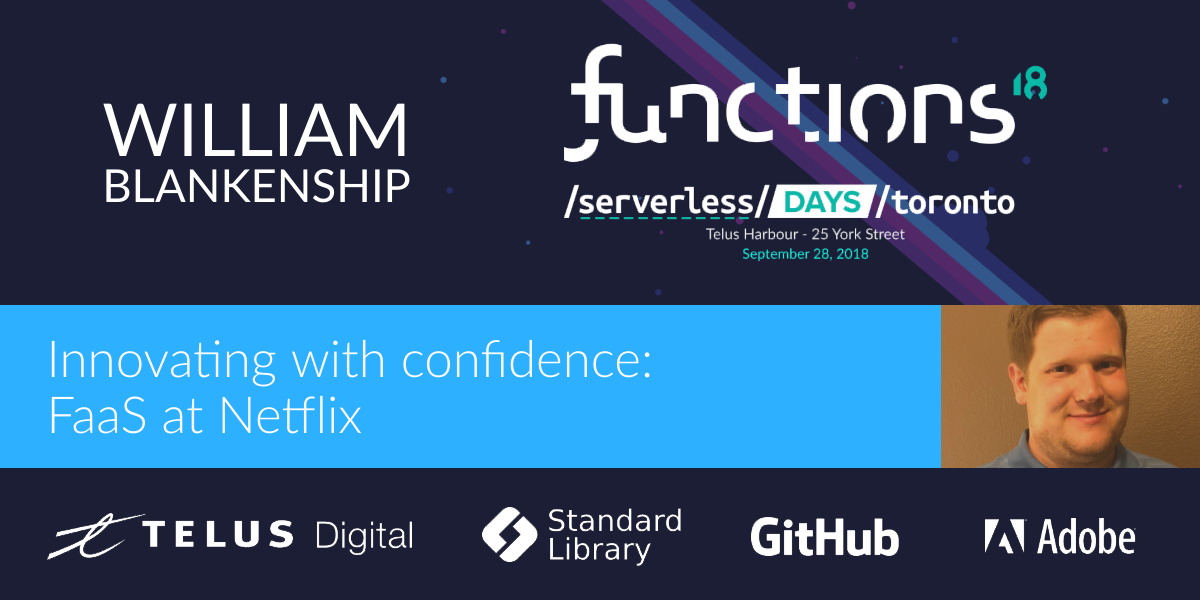 WILLIAM
BLANKENSHIP
functions18
/serverless//DAYS//toronto
Telus Harbour - 25 York Street
September 28, 2018
Innovating with confidence:
FaaS at Netflix
TELUS Digital
Standard
Library
GitHub
Adobe